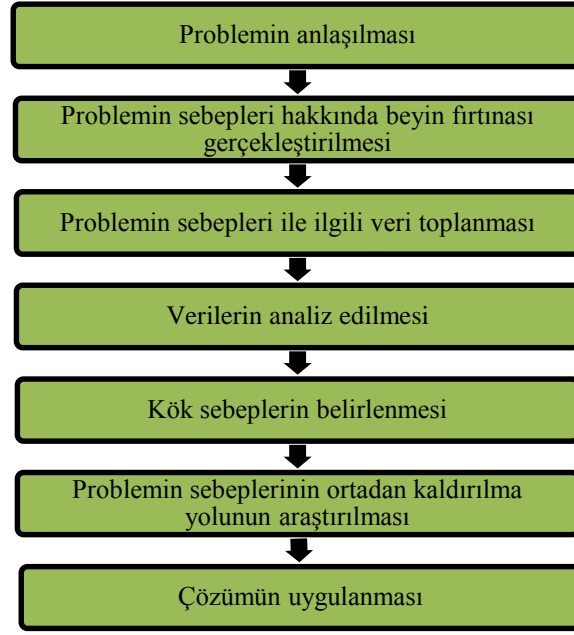 Problemin anlaşılması
Problemin sebepleri hakkında beyin fırtınası
gerçekleştirilmesi
Problemin sebepleri ile ilgili veri toplanması
Verilerin analiz edilmesi
Kök sebeplerin belirlenmesi
Problemin sebeplerinin ortadan kaldırılma
yolunun araştırılması
Çözümün uygulanması